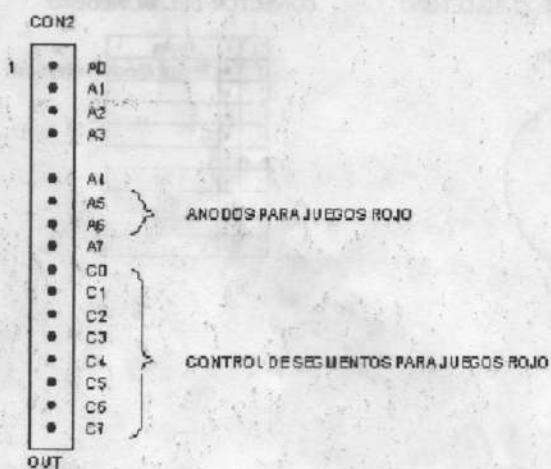 CON2
1 A0
A1
A2
A3
A4
A5
A6
A7
ANODOS PARA JUEGOS ROJO
C0
C1
C2
C3
C4
C5
C6
C7
CONTROL DE SEGMENTOS PARA JUEGOS ROJO
OUT